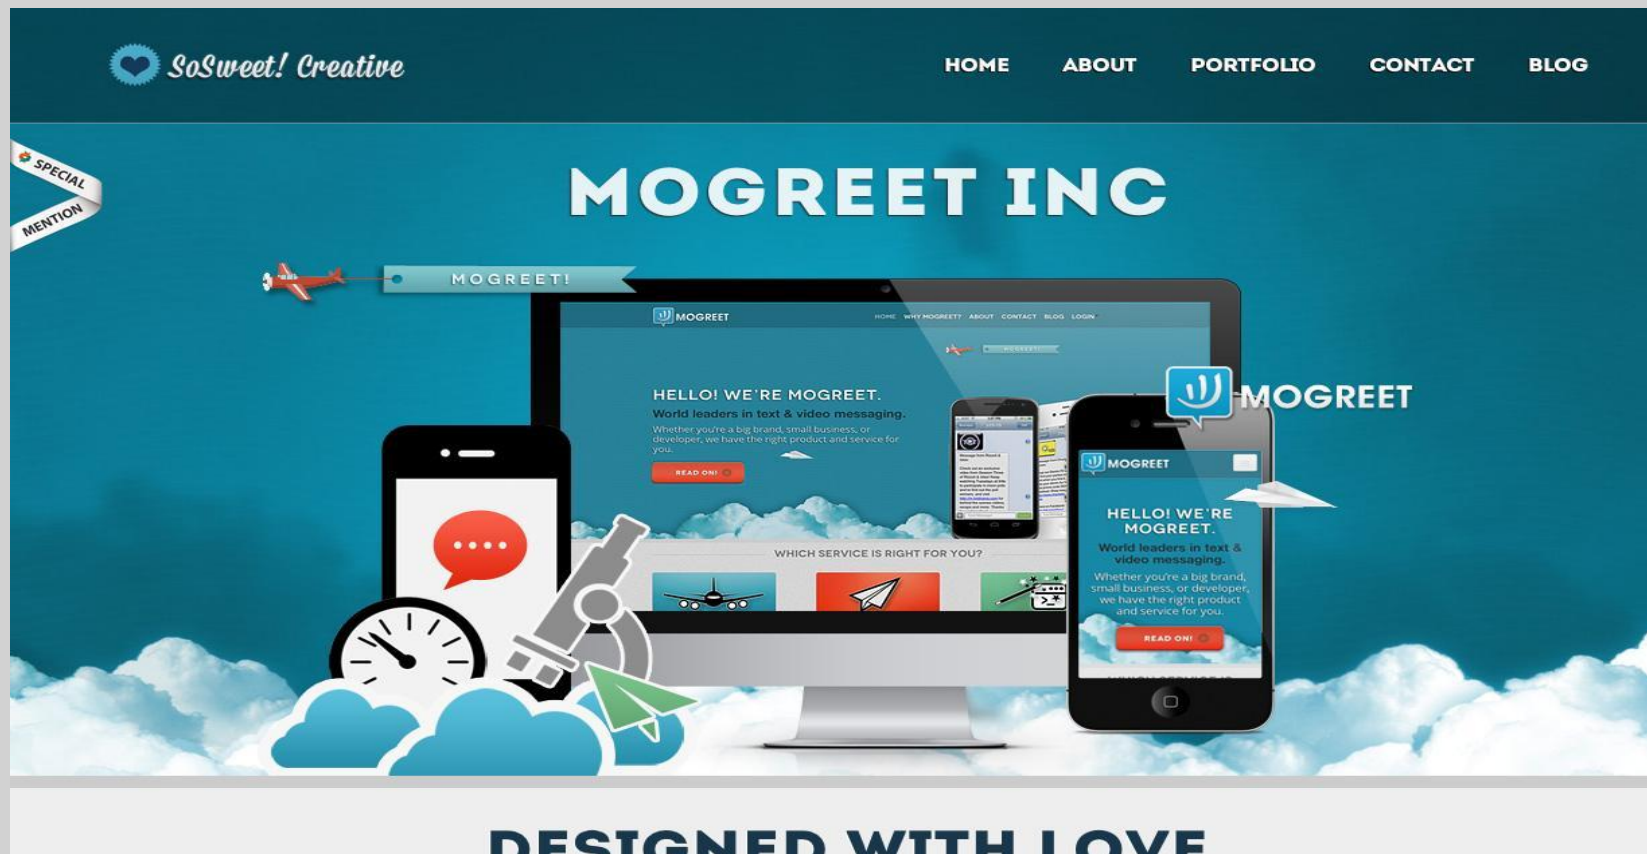 SoSweet! Creative
HOME ABOUT PORTFOLIO CONTACT BLOG
SPECIAL
MENTION
MOGREET INC
MOGREET!
MOGREET
HOME WHY MOGREET? ABOUT CONTACT BLOG LOGIN
MOGREET!
HELLO! WE'RE MOGREET.
World leaders in text & video messaging.
Whether you're a big brand, small business, or
developer, we have the right product and service for
you.
READ ON!
WHICH SERVICE IS RIGHT FOR YOU?
MOGREET
MOGREET
HELLO! WE'RE
MOGREET.
World leaders in text &
video messaging.
Whether you're a big brand,
small business, or developer,
we have the right product
and service for you.
READ ON!
DESIGNED WITH LOVE